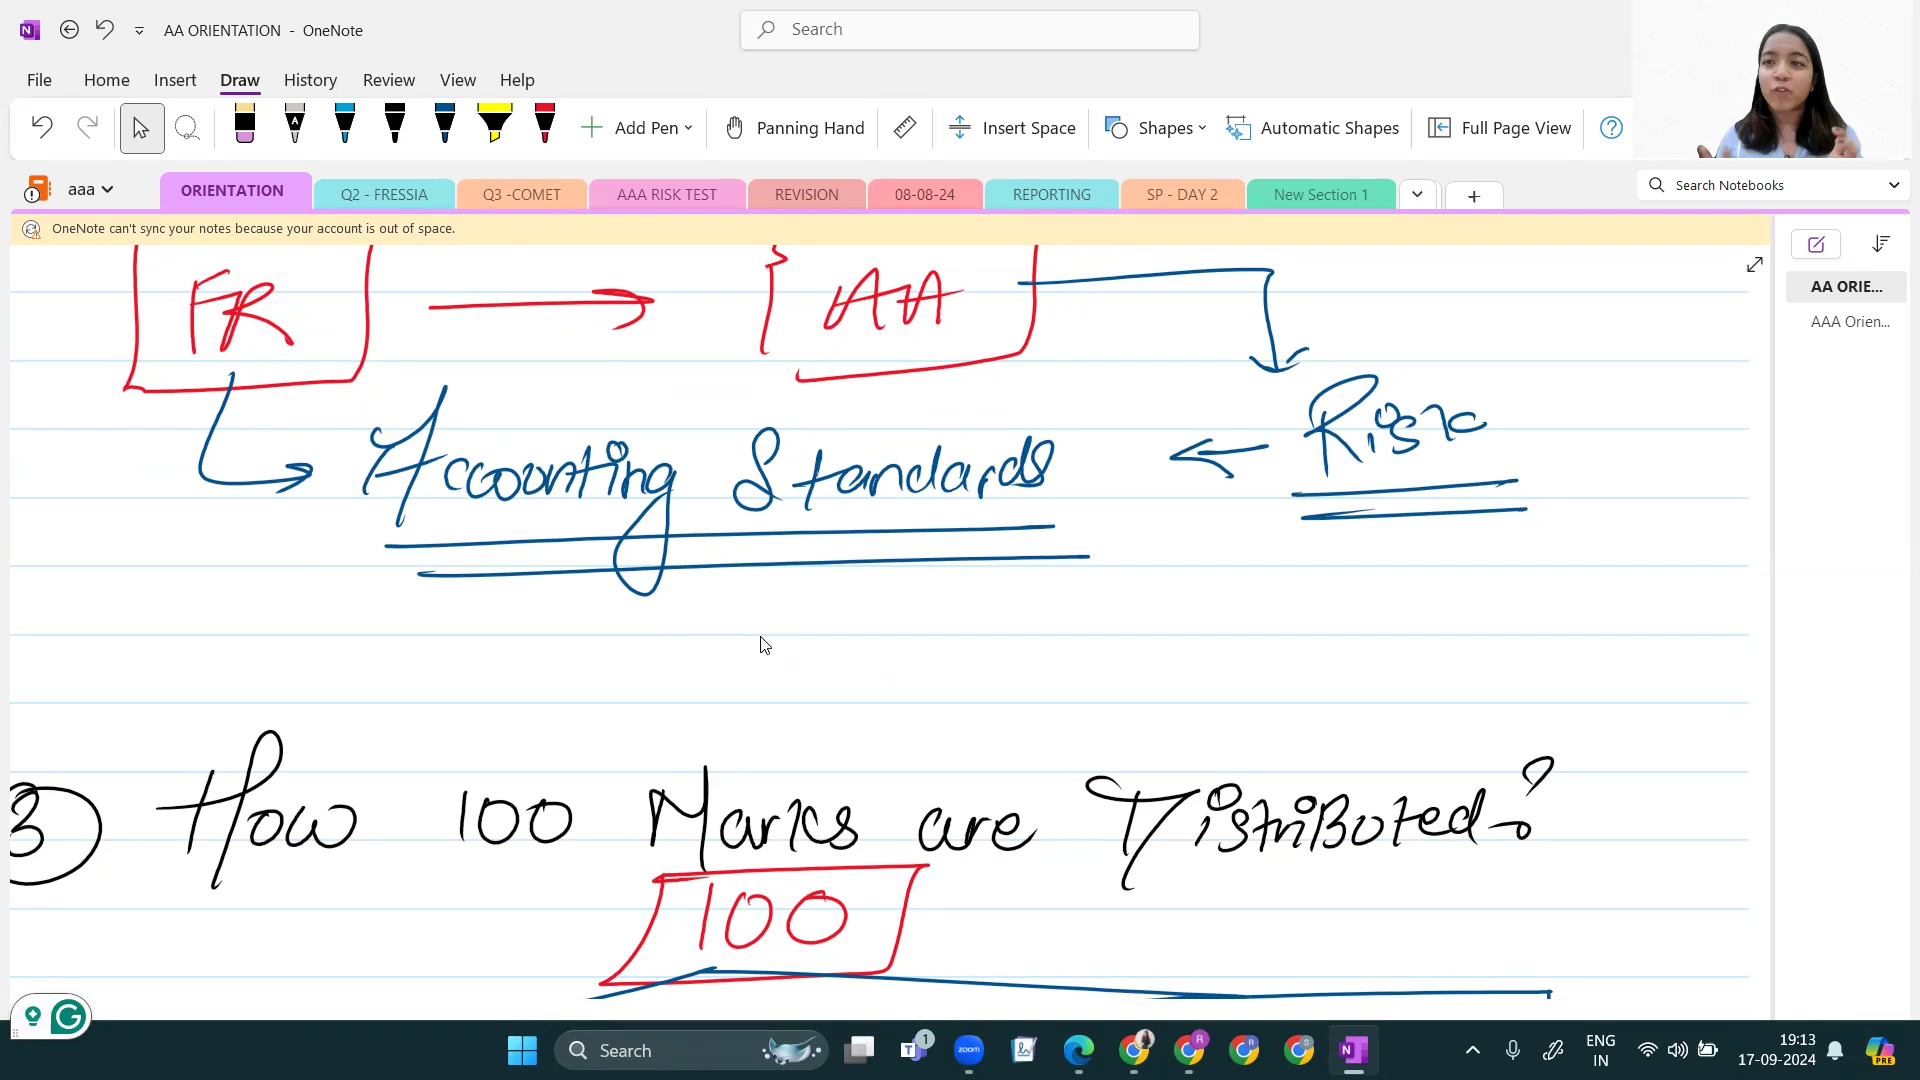 AA ORIENTATION - OneNote
Search
File Home Insert Draw History Review View Help
Add Pen Panning Hand Insert Space Shapes Automatic Shapes Full Page View
aaa ORIENTATION Q2 - FRESSIA Q3 -COMET AAA RISK TEST REVISION 08-08-24 REPORTING SP - DAY 2 New Section 1 Search Notebooks
OneNote can't sync your notes because your account is out of space.
AA ORIE...
AAA Orien...
FR AA
Accounting Standards Risk
3 How 100 Marks are Distributed?
100
Search 1 zoom ENG IN 19:13 17-09-2024 PRE